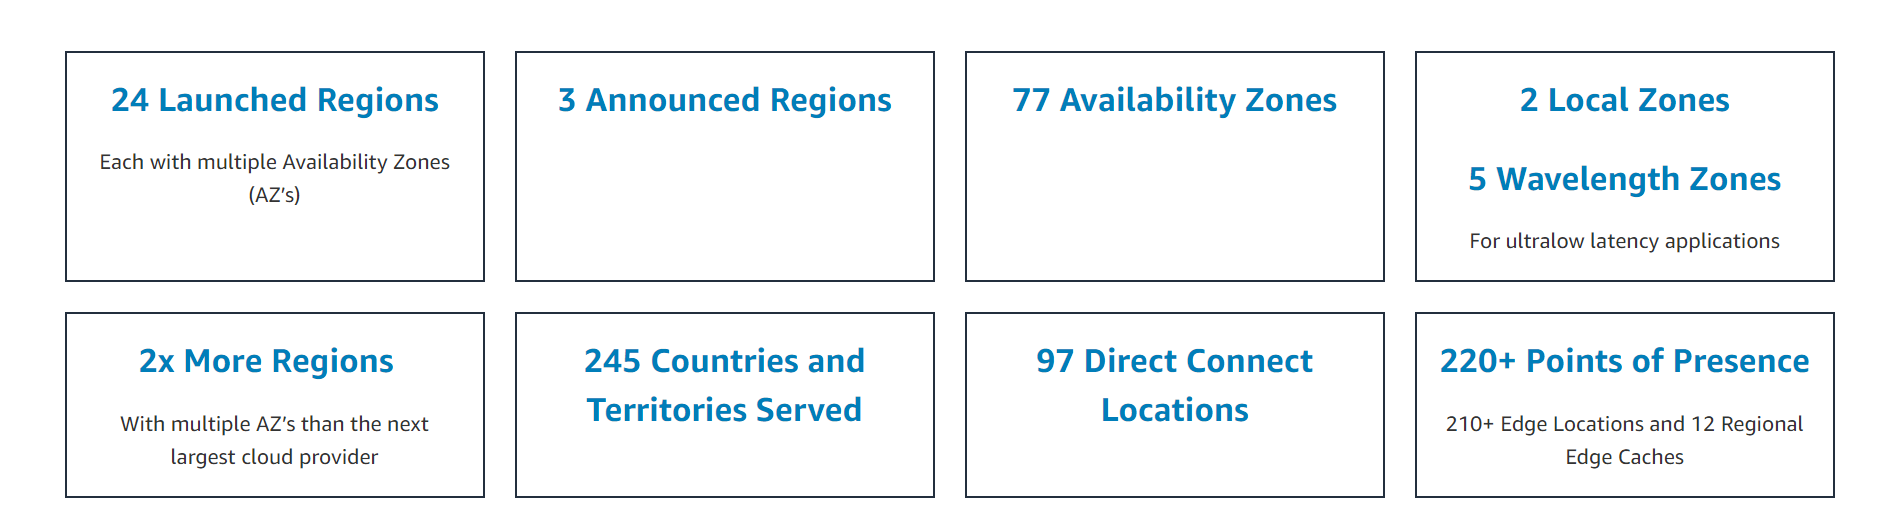 24 Launched Regions
Each with multiple Availability Zones
(AZ's)
3 Announced Regions
77 Availability Zones
2 Local Zones
5 Wavelength Zones
For ultralow latency applications
2x More Regions
With multiple AZ's than the next
largest cloud provider
245 Countries and
Territories Served
97 Direct Connect
Locations
220+ Points of Presence
210+ Edge Locations and 12 Regional
Edge Caches